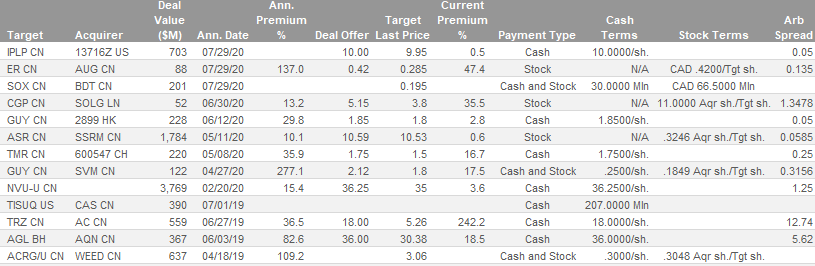 Target Acquirer Deal Value ($M) Ann. Date Ann. Premium % Deal Offer Target Last Price Current Premium % Payment Type Cash Terms Stock Terms Arb Spread
IPLP CN 13716Z US 703 07/29/20 10.00 9.95 0.5 Cash 10.0000/sh. 0.05
ER CN AUG CN 88 07/29/20 137.0 0.42 0.285 47.4 Stock N/A CAD .4200/Tgt sh. 0.135
SOX CN BDT CN 201 07/29/20 0.195 Cash and Stock 30.0000 Mln CAD 66.5000 Mln
CGP CN SOLG LN 52 06/30/20 13.2 5.15 3.8 35.5 Stock N/A 11.0000 Aqr sh./Tgt sh. 1.3478
GUY CN 2899 HK 228 06/12/20 29.8 1.85 1.8 2.8 Cash 1.8500/sh. 0.05
ASR CN SSRM CN 1,784 05/11/20 10.1 10.59 10.53 0.6 Stock N/A .3246 Aqr sh./Tgt sh. 0.0585
TMR CN 600547 CH 220 05/08/20 35.9 1.75 1.5 16.7 Cash 1.7500/sh. 0.25
GUY CN SVM CN 122 04/27/20 277.1 2.12 1.8 17.5 Cash and Stock .2500/sh. .1849 Aqr sh./Tgt sh. 0.3156
NVU-U CN 3,769 02/20/20 15.4 36.25 35 3.6 Cash 36.2500/sh. 1.25
TISUQ US CAS CN 390 07/01/19 Cash 207.0000 Mln
TRZ CN AC CN 559 06/27/19 36.5 18.00 5.26 242.2 Cash 18.0000/sh. 12.74
AGL BH AQN CN 367 06/03/19 82.6 36.00 30.38 18.5 Cash 36.0000/sh. 5.62
ACRG/U CN WEED CN 637 04/18/19 109.2 3.06 Cash and Stock .3000/sh. .3048 Aqr sh./Tgt sh.